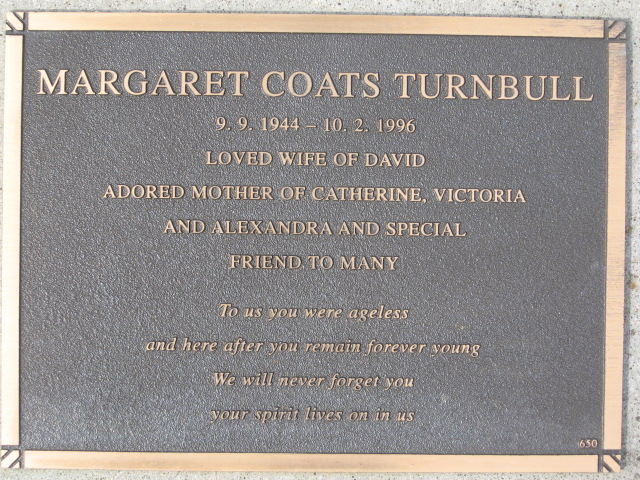 MARGARET COATS TURNBULL
9. 9. 1944 – 10. 2. 1996
LOVED WIFE OF DAVID
ADORED MOTHER OF CATHERINE, VICTORIA
AND ALEXANDRA AND SPECIAL
FRIEND TO MANY
To us you were ageless
and here after you remain forever young
We will never forget you
your spirit lives on in us
650